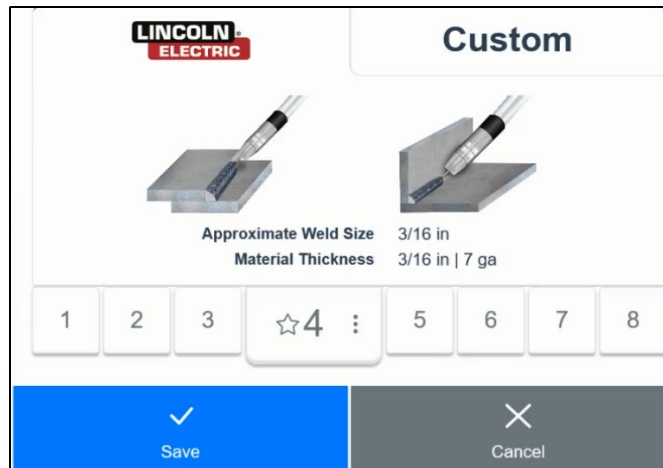 LINCOLN®
ELECTRIC
Custom
Approximate Weld Size 3/16 in
Material Thickness 3/16 in | 7 ga
1 2 3 ☆4 ⋮ 5 6 7 8
Save
Cancel